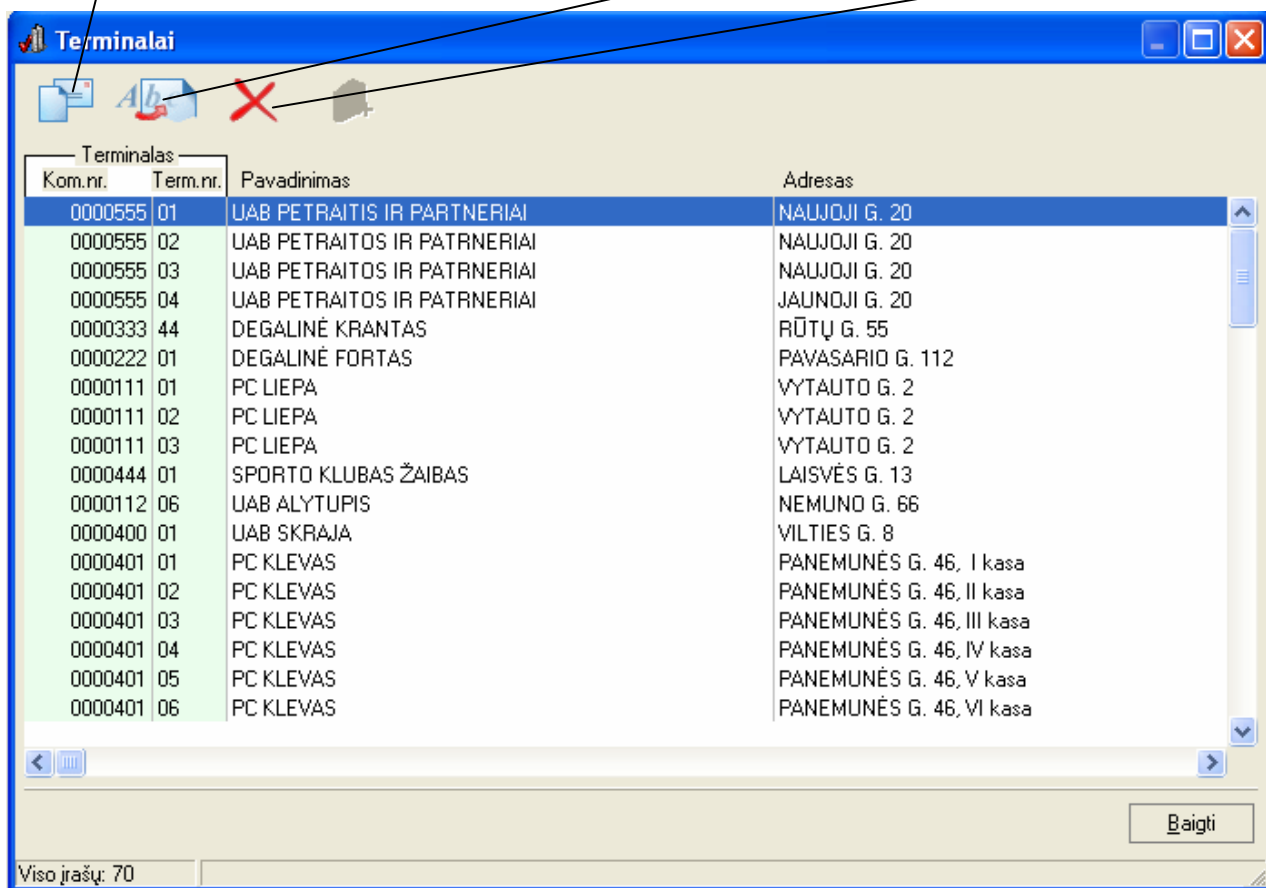 Terminalai
Abc
Terminalas
Kom.nr. Term.nr. Pavadinimas Adresas
0000555 01 UAB PETRAITIS IR PARTNERIAI NAUJOJI G. 20
0000555 02 UAB PETRAITOS IR PATRNERIAI NAUJOJI G. 20
0000555 03 UAB PETRAITOS IR PATRNERIAI NAUJOJI G. 20
0000555 04 UAB PETRAITOS IR PATRNERIAI JAUNOJI G. 20
0000333 44 DEGALINĖ KRANTAS RŪTŲ G. 55
0000222 01 DEGALINĖ FORTAS PAVASARIO G. 112
0000111 01 PC LIEPA VYTAUTO G. 2
0000111 02 PC LIEPA VYTAUTO G. 2
0000111 03 PC LIEPA VYTAUTO G. 2
0000444 01 SPORTO KLUBAS ŽAIBAS LAISVĖS G. 13
0000112 06 UAB ALYTUPIS NEMUNO G. 66
0000400 01 UAB SKRAJA VILTIES G. 8
0000401 01 PC KLEVAS PANEMUNĖS G. 46, I kasa
0000401 02 PC KLEVAS PANEMUNĖS G. 46, II kasa
0000401 03 PC KLEVAS PANEMUNĖS G. 46, III kasa
0000401 04 PC KLEVAS PANEMUNĖS G. 46, IV kasa
0000401 05 PC KLEVAS PANEMUNĖS G. 46, V kasa
0000401 06 PC KLEVAS PANEMUNĖS G. 46, VI kasa
Baigti
Viso įrašų: 70